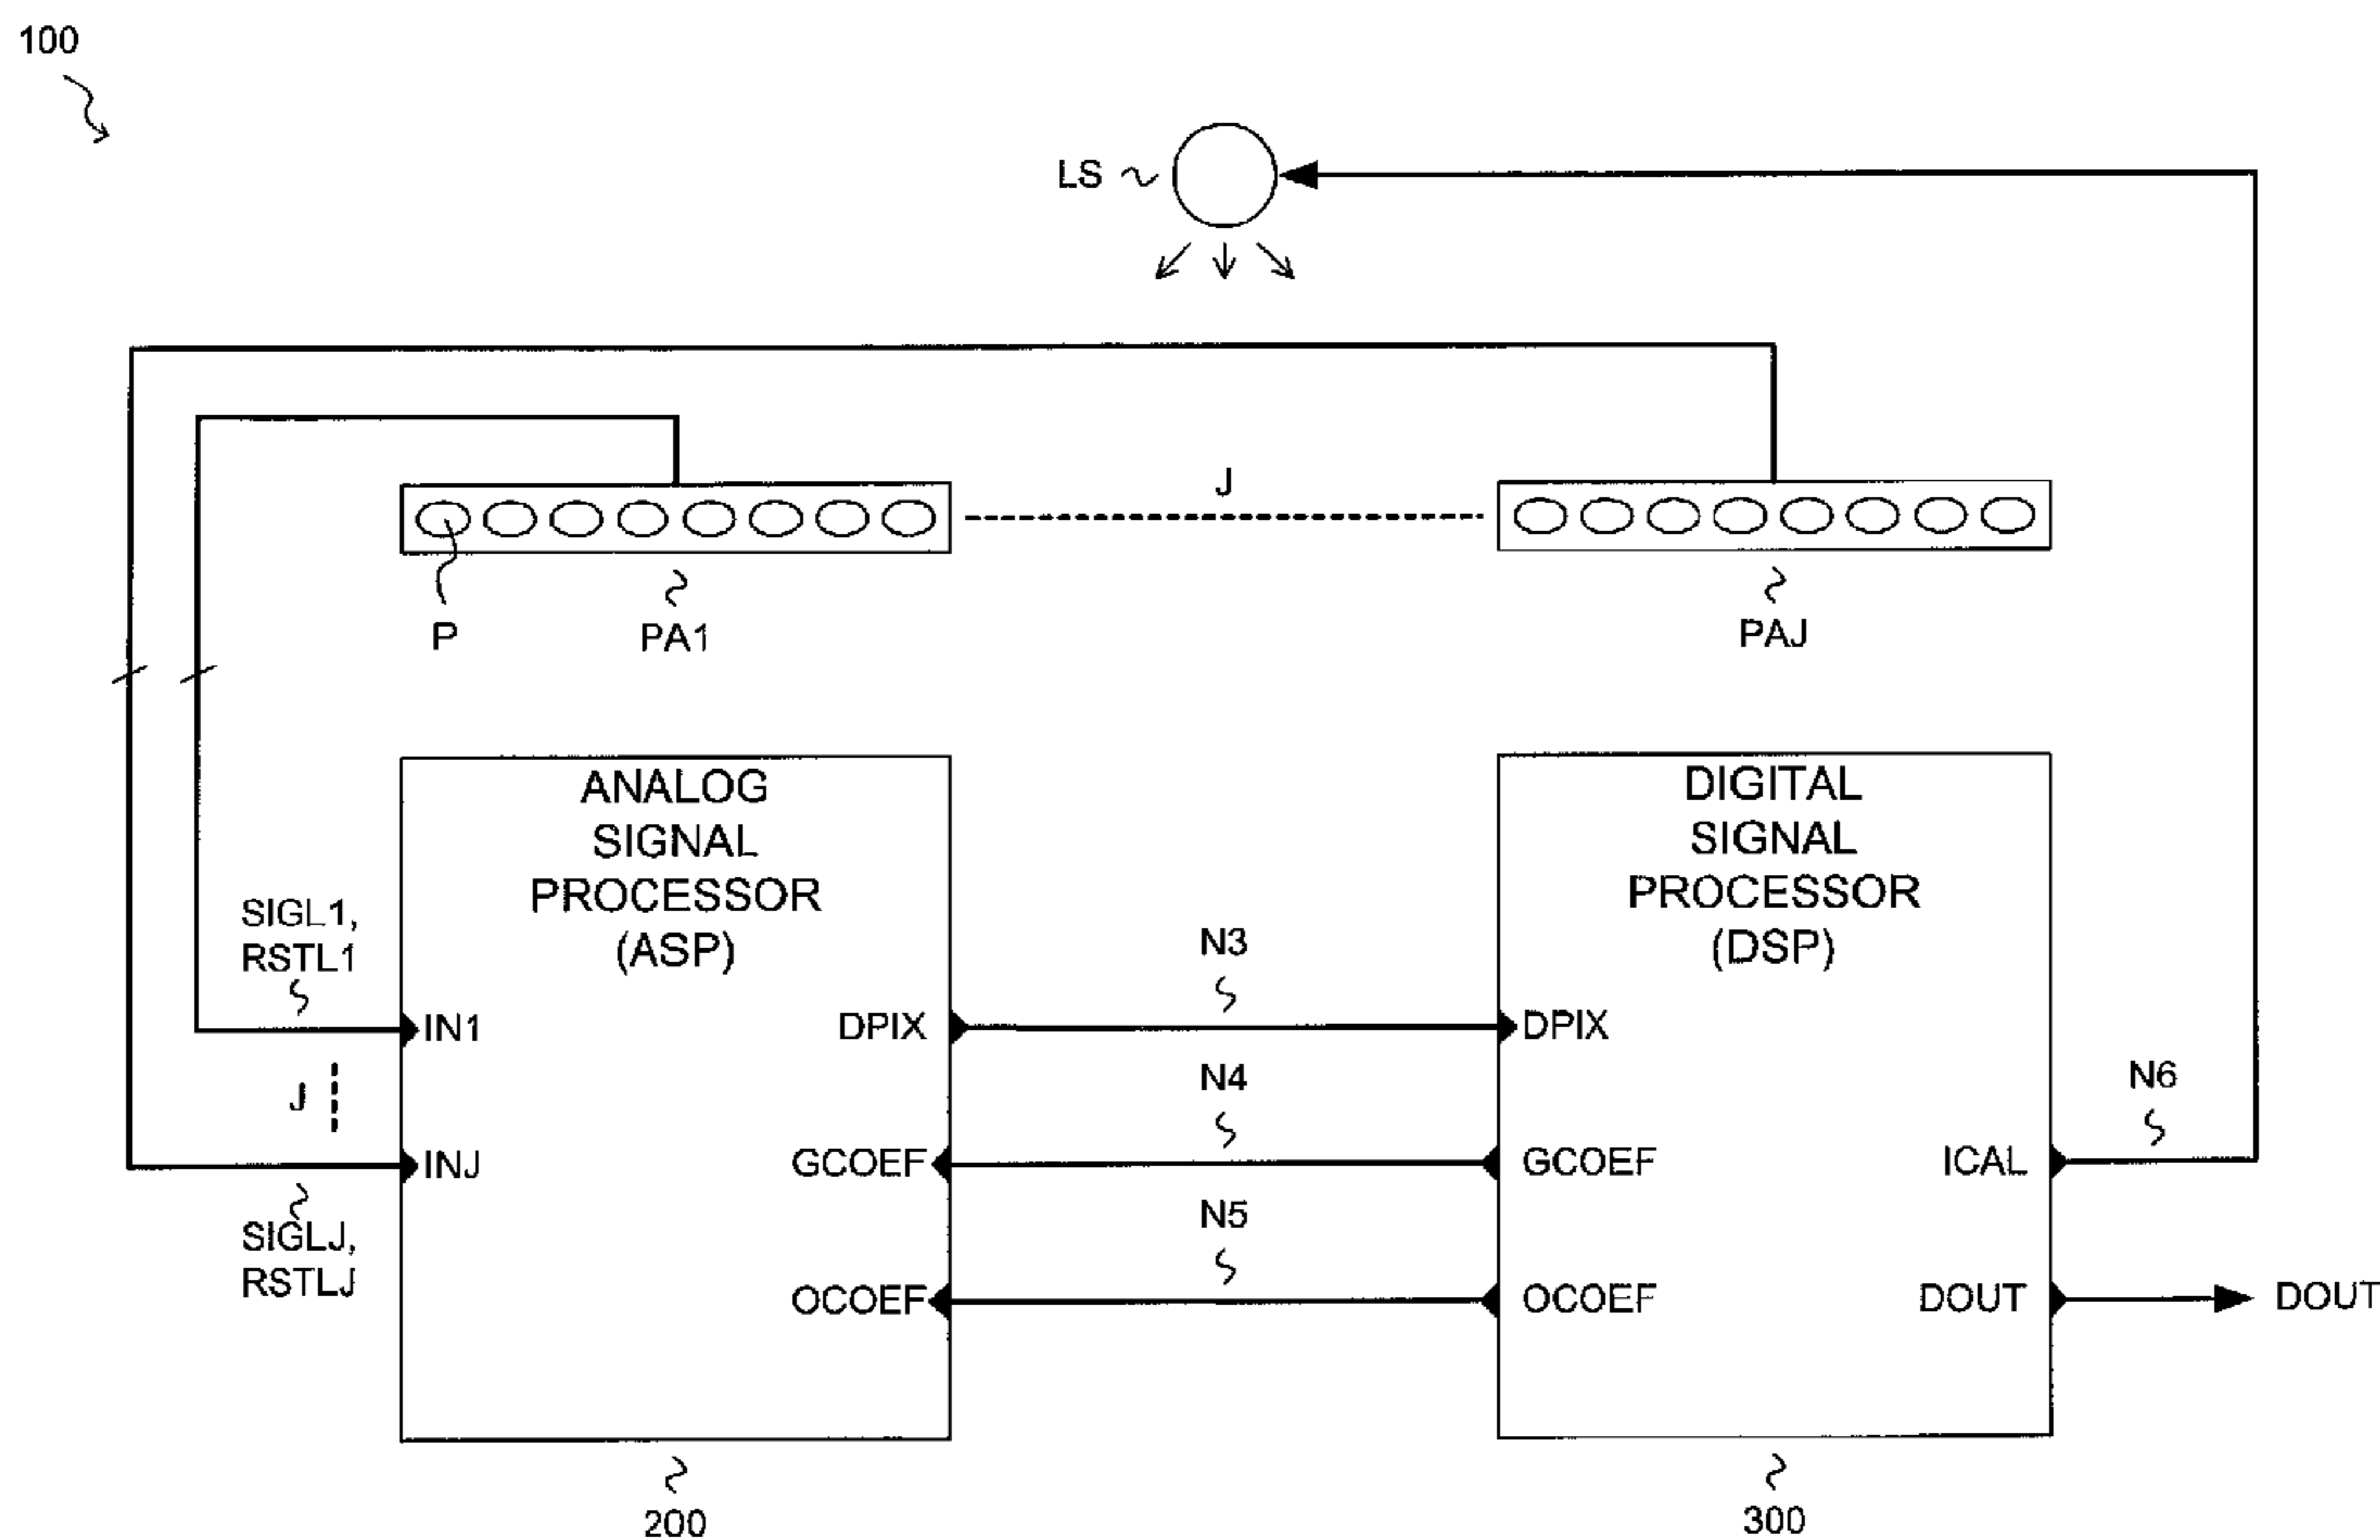 100
LS
J
P
PA1
PAJ
ANALOG
SIGNAL
PROCESSOR
(ASP)
DIGITAL
SIGNAL
PROCESSOR
(DSP)
SIGL1,
RSTL1
N3
IN1
DPIX
DPIX
J
N4
N6
INJ
GCOEF
GCOEF
ICAL
SIGLJ,
RSTLJ
N5
OCOEF
OCOEF
DOUT
DOUT
200
300